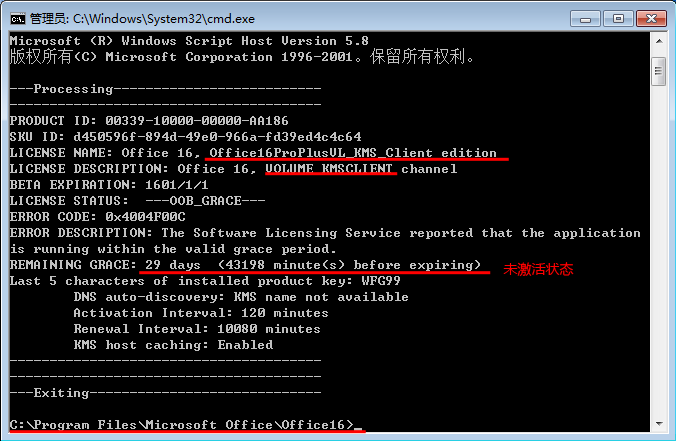 管理员: C:\Windows\System32\cmd.exe
Microsoft (R) Windows Script Host Version 5.8
版权所有(C) Microsoft Corporation 1996-2001。保留所有权利。
---Processing--------------------------
---------------------------------------
PRODUCT ID: 00339-10000-00000-AA186
SKU ID: d450596f-894d-49e0-966a-fd39ed4c4c64
LICENSE NAME: Office 16, Office16ProPlusVL_KMS_Client edition
LICENSE DESCRIPTION: Office 16, VOLUME_KMSCLIENT channel
BETA EXPIRATION: 1601/1/1
LICENSE STATUS:  ---OOB_GRACE---
ERROR CODE: 0x4004F00C
ERROR DESCRIPTION: The Software Licensing Service reported that the application
is running within the valid grace period.
REMAINING GRACE: 29 days  (43198 minute(s) before expiring)
未激活状态
Last 5 characters of installed product key: WFG99
DNS auto-discovery: KMS name not available
Activation Interval: 120 minutes
Renewal Interval: 10080 minutes
KMS host caching: Enabled
---------------------------------------
---------------------------------------
---Exiting-----------------------------
C:\Program Files\Microsoft Office\Office16>_